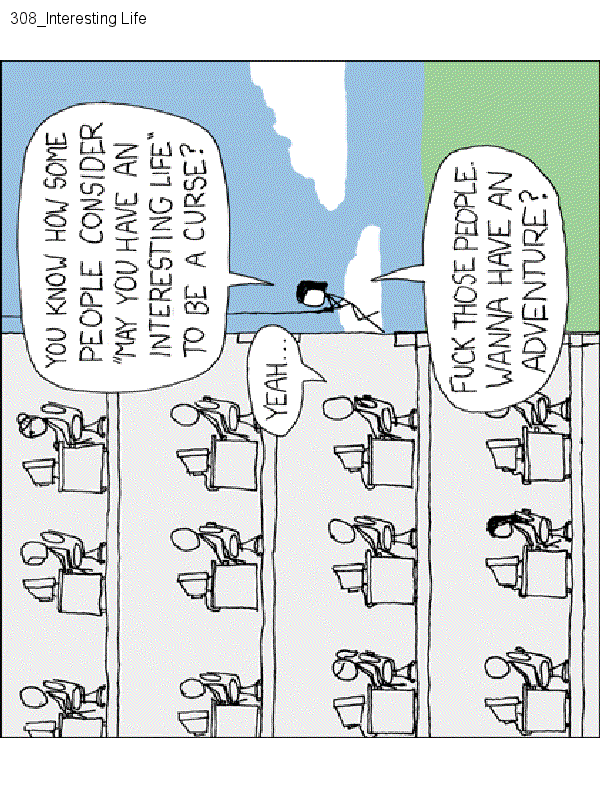 308_Interesting Life
YOU KNOW HOW SOME
PEOPLE CONSIDER
"MAY YOU HAVE AN
INTERESTING LIFE"
TO BE A CURSE?
YEAH...
FUCK THOSE PEOPLE.
WANNA HAVE AN
ADVENTURE?